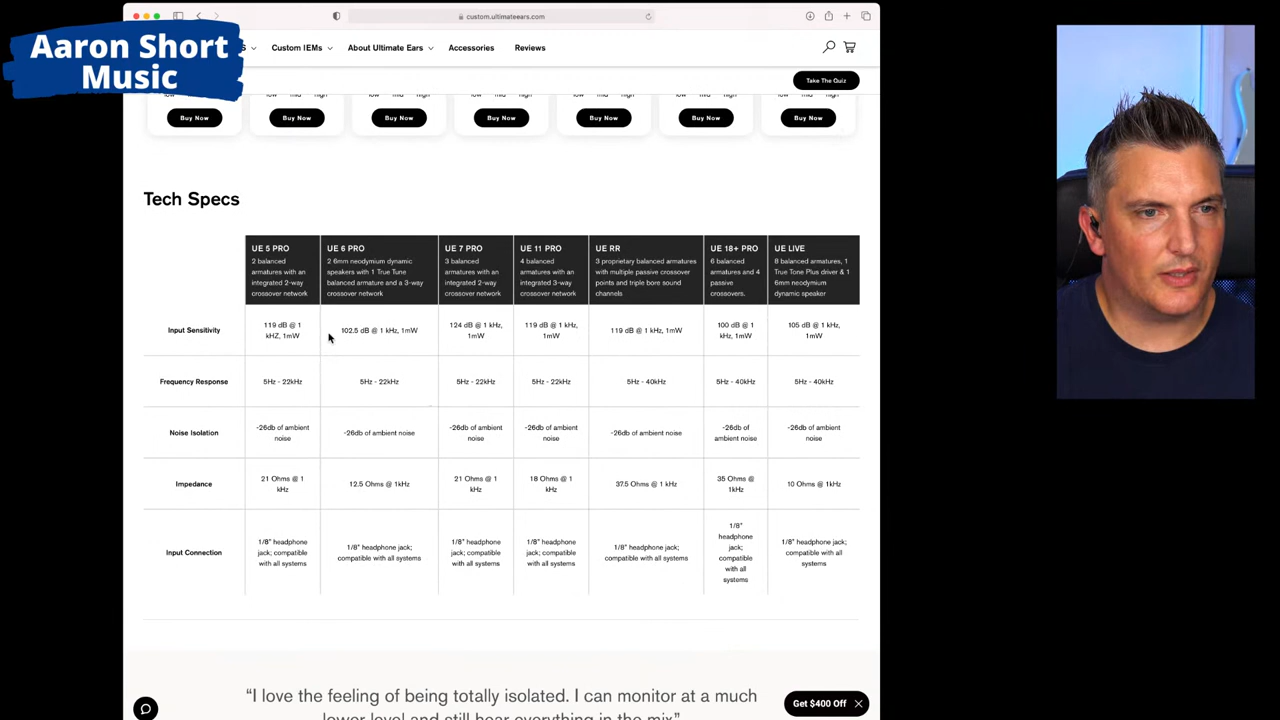 Aaron Short
Music
custom.ultimateears.com
Custom IEMs
About Ultimate Ears
Accessories
Reviews
Take The Quiz
Buy Now
Buy Now
Buy Now
Buy Now
Buy Now
Buy Now
Buy Now
Tech Specs
UE 5 PRO
2 balanced
armatures with an
integrated 2-way
crossover network
UE 6 PRO
2 6mm neodymium dynamic
speakers with 1 True Tune
balanced armature and a 3-way
crossover network
UE 7 PRO
3 balanced
armatures with an
integrated 2-way
crossover network
UE 11 PRO
4 balanced
armatures with an
integrated 3-way
crossover network
UE RR
3 proprietary balanced armatures
with multiple passive crossover
points and triple bore sound
channels
UE 18+ PRO
6 balanced
armatures and 4
passive
crossovers.
UE LIVE
8 balanced armatures, 1
True Tone Plus driver & 1
6mm neodymium
dynamic speaker
Input Sensitivity
119 dB @ 1
kHZ, 1mW
102.5 dB @ 1 kHz, 1mW
124 dB @ 1 kHz,
1mW
119 dB @ 1 kHz,
1mW
119 dB @ 1 kHz, 1mW
100 dB @ 1
kHz, 1mW
105 dB @ 1 kHz,
1mW
Frequency Response
5Hz - 22kHz
5Hz - 22kHz
5Hz - 22kHz
5Hz - 22kHz
5Hz - 40kHz
5Hz - 40kHz
5Hz - 40kHz
Noise Isolation
-26db of ambient
noise
-26db of ambient noise
-26db of ambient
noise
-26db of ambient
noise
-26db of ambient noise
-26db of
ambient noise
-26db of ambient
noise
Impedance
21 Ohms @ 1
kHz
12.5 Ohms @ 1kHz
21 Ohms @ 1
kHz
18 Ohms @ 1
kHz
37.5 Ohms @ 1 kHz
35 Ohms @
1kHz
10 Ohms @ 1kHz
Input Connection
1/8" headphone
jack; compatible
with all systems
1/8" headphone jack;
compatible with all systems
1/8" headphone
jack; compatible
with all systems
1/8" headphone
jack; compatible
with all systems
1/8" headphone jack;
compatible with all systems
1/8"
headphone
jack;
compatible
with all
systems
1/8" headphone jack;
compatible with all
systems
“I love the feeling of being totally isolated. I can monitor at a much
lower level and still hear everything in the mix”
Get $400 Off